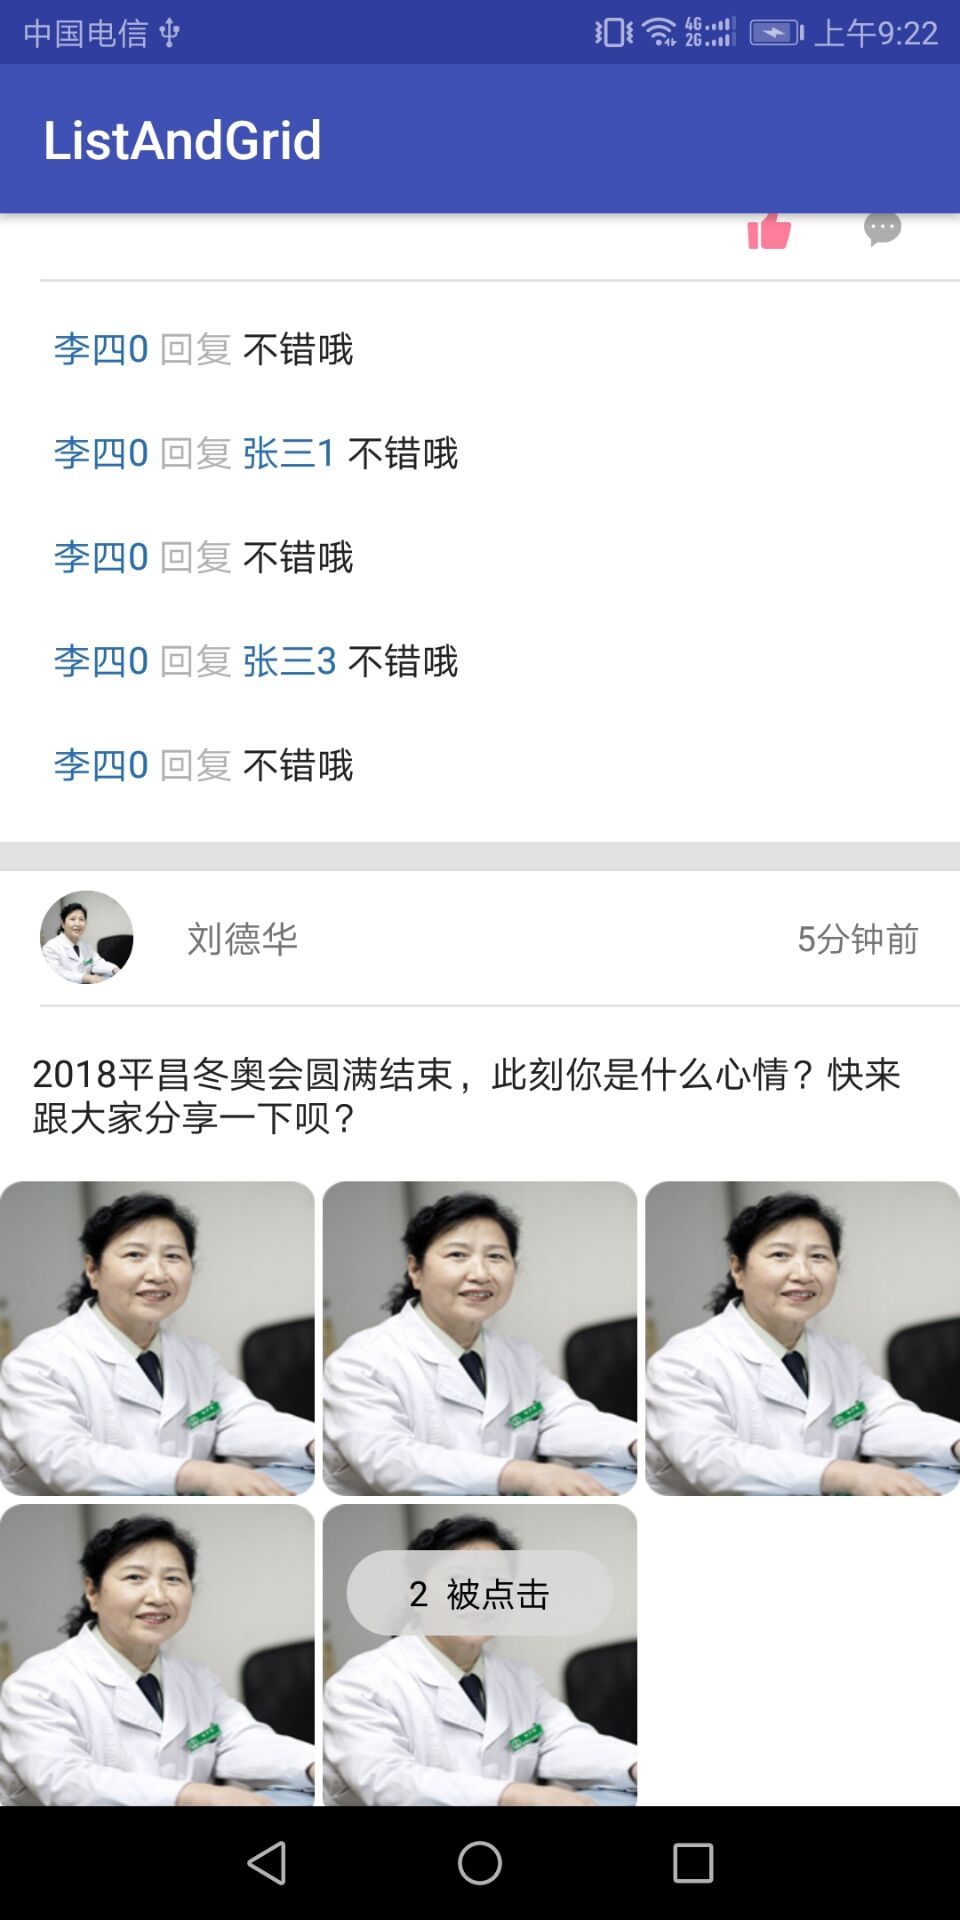 中国电信 4G 2G 上午9:22
ListAndGrid
李四0 回复 不错哦
李四0 回复 张三1 不错哦
李四0 回复 不错哦
李四0 回复 张三3 不错哦
李四0 回复 不错哦
刘德华 5分钟前
2018平昌冬奥会圆满结束，此刻你是什么心情？快来
跟大家分享一下呗？
2 被点击